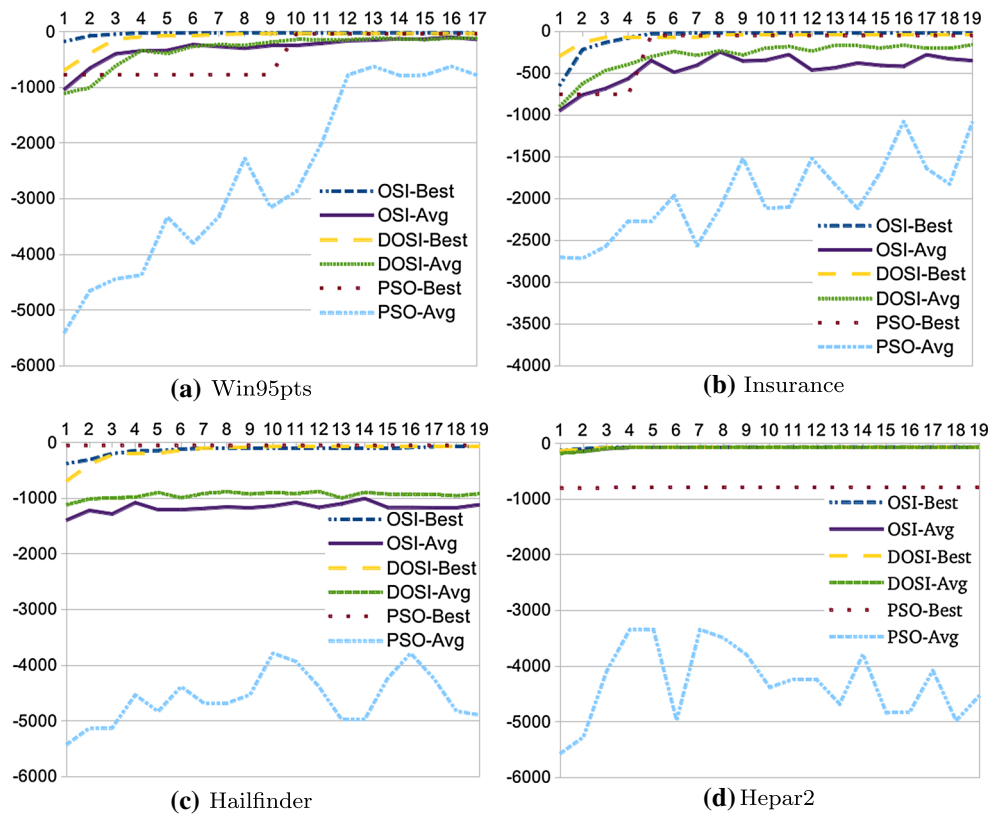 1 2 3 4 5 6 7 8 9 10 11 12 13 14 15 16 17
0
-1000
-2000
-3000
-4000
-5000
-6000
OSI-Best
OSI-Avg
DOSI-Best
DOSI-Avg
PSO-Best
PSO-Avg
(a) Win95pts
1 2 3 4 5 6 7 8 9 10 11 12 13 14 15 16 17 18 19
0
-500
-1000
-1500
-2000
-2500
-3000
-3500
-4000
OSI-Best
OSI-Avg
DOSI-Best
DOSI-Avg
PSO-Best
PSO-Avg
(b) Insurance
1 2 3 4 5 6 7 8 9 10 11 12 13 14 15 16 17 18 19
0
-1000
-2000
-3000
-4000
-5000
-6000
OSI-Best
OSI-Avg
DOSI-Best
DOSI-Avg
PSO-Best
PSO-Avg
(c) Hailfinder
1 2 3 4 5 6 7 8 9 10 11 12 13 14 15 16 17 18 19
0
-1000
-2000
-3000
-4000
-5000
-6000
OSI-Best
OSI-Avg
DOSI-Best
DOSI-Avg
PSO-Best
PSO-Avg
(d) Hepar2